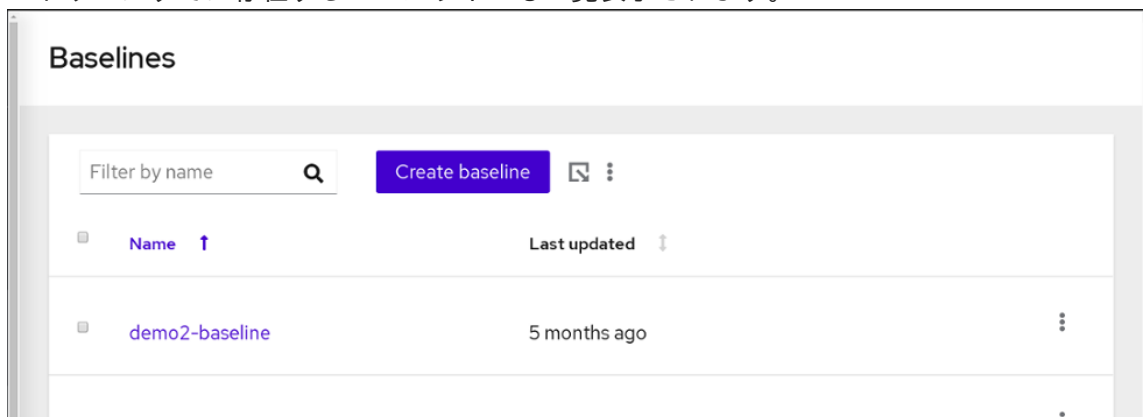 Baselines
Filter by name
Create baseline
Name
Last updated
demo2-baseline
5 months ago